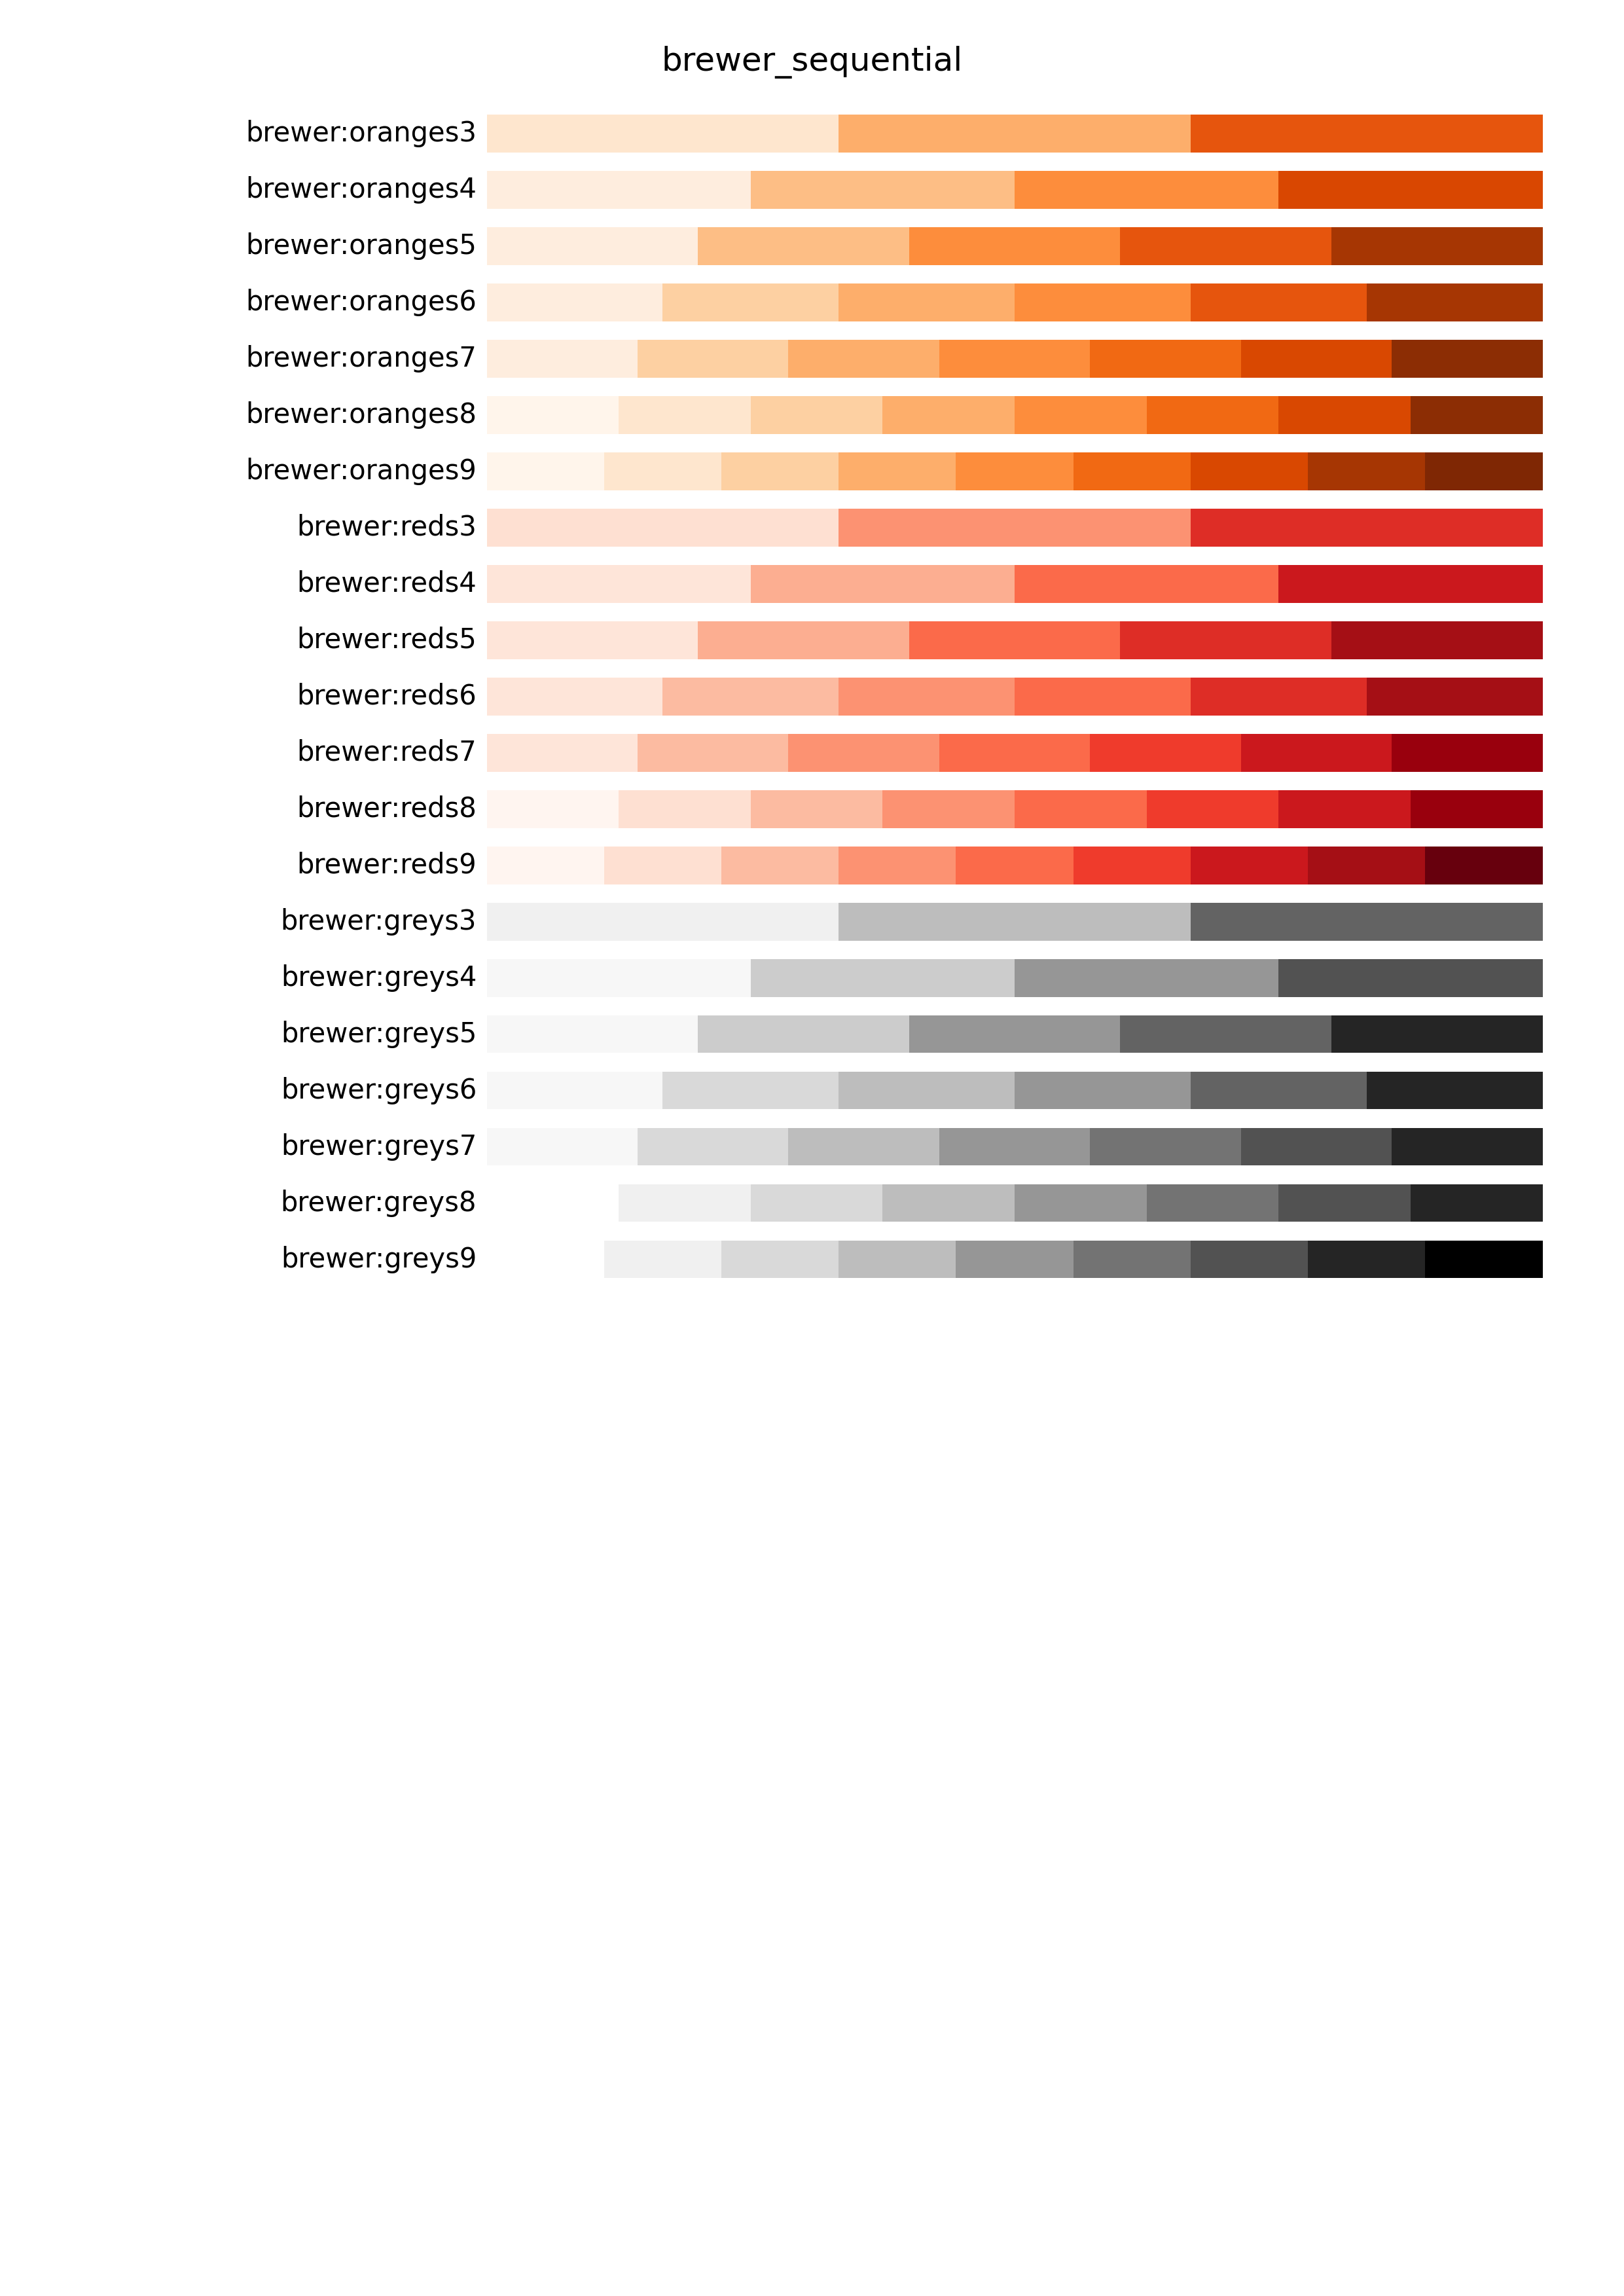 brewer_sequential
brewer:oranges3
brewer:oranges4
brewer:oranges5
brewer:oranges6
brewer:oranges7
brewer:oranges8
brewer:oranges9
brewer:reds3
brewer:reds4
brewer:reds5
brewer:reds6
brewer:reds7
brewer:reds8
brewer:reds9
brewer:greys3
brewer:greys4
brewer:greys5
brewer:greys6
brewer:greys7
brewer:greys8
brewer:greys9